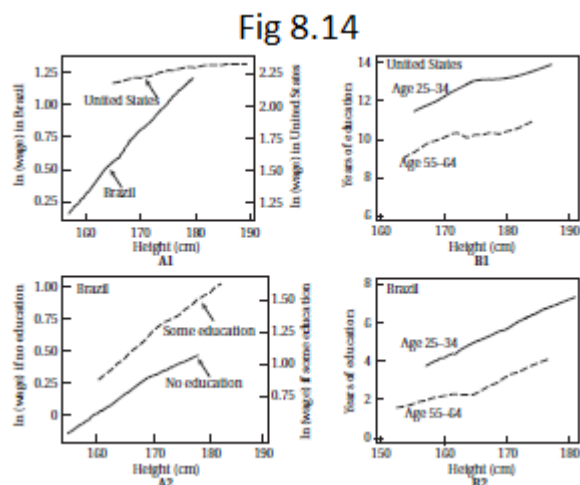 Fig 8.14
ln (wage) in Brazil
1.25
1.00
0.75
0.50
0.25
United States
Brazil
2.25
2.00
1.75
1.50
1.25
ln (wage) in United States
160 170 180 190
Height (cm)
A1
Years of education
14
12
10
8
6
United States
Age 25–34
Age 55–64
160 170 180 190
Height (cm)
B1
ln (wage) if no education
1.00
0.75
0.50
0.25
0
Brazil
Some education
No education
1.50
1.25
1.00
0.75
ln (wage) if some education
160 170 180 190
Height (cm)
A2
Years of education
8
6
4
2
0
Brazil
Age 25–34
Age 55–64
150 160 170 180
Height (cm)
B2